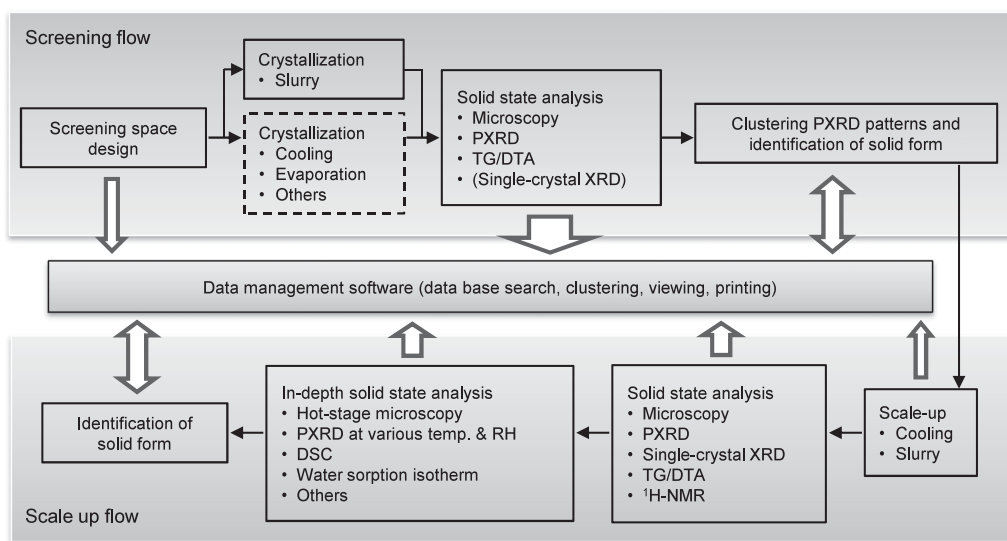 Screening flow
Screening space
design
Crystallization
• Slurry
Crystallization
• Cooling
• Evaporation
• Others
Solid state analysis
• Microscopy
• PXRD
• TG/DTA
• (Single-crystal XRD)
Clustering PXRD patterns and
identification of solid form
Data management software (data base search, clustering, viewing, printing)
Identification of
solid form
In-depth solid state analysis
• Hot-stage microscopy
• PXRD at various temp. & RH
• DSC
• Water sorption isotherm
• Others
Solid state analysis
• Microscopy
• PXRD
• Single-crystal XRD
• TG/DTA
• ¹H-NMR
Scale-up
• Cooling
• Slurry
Scale up flow